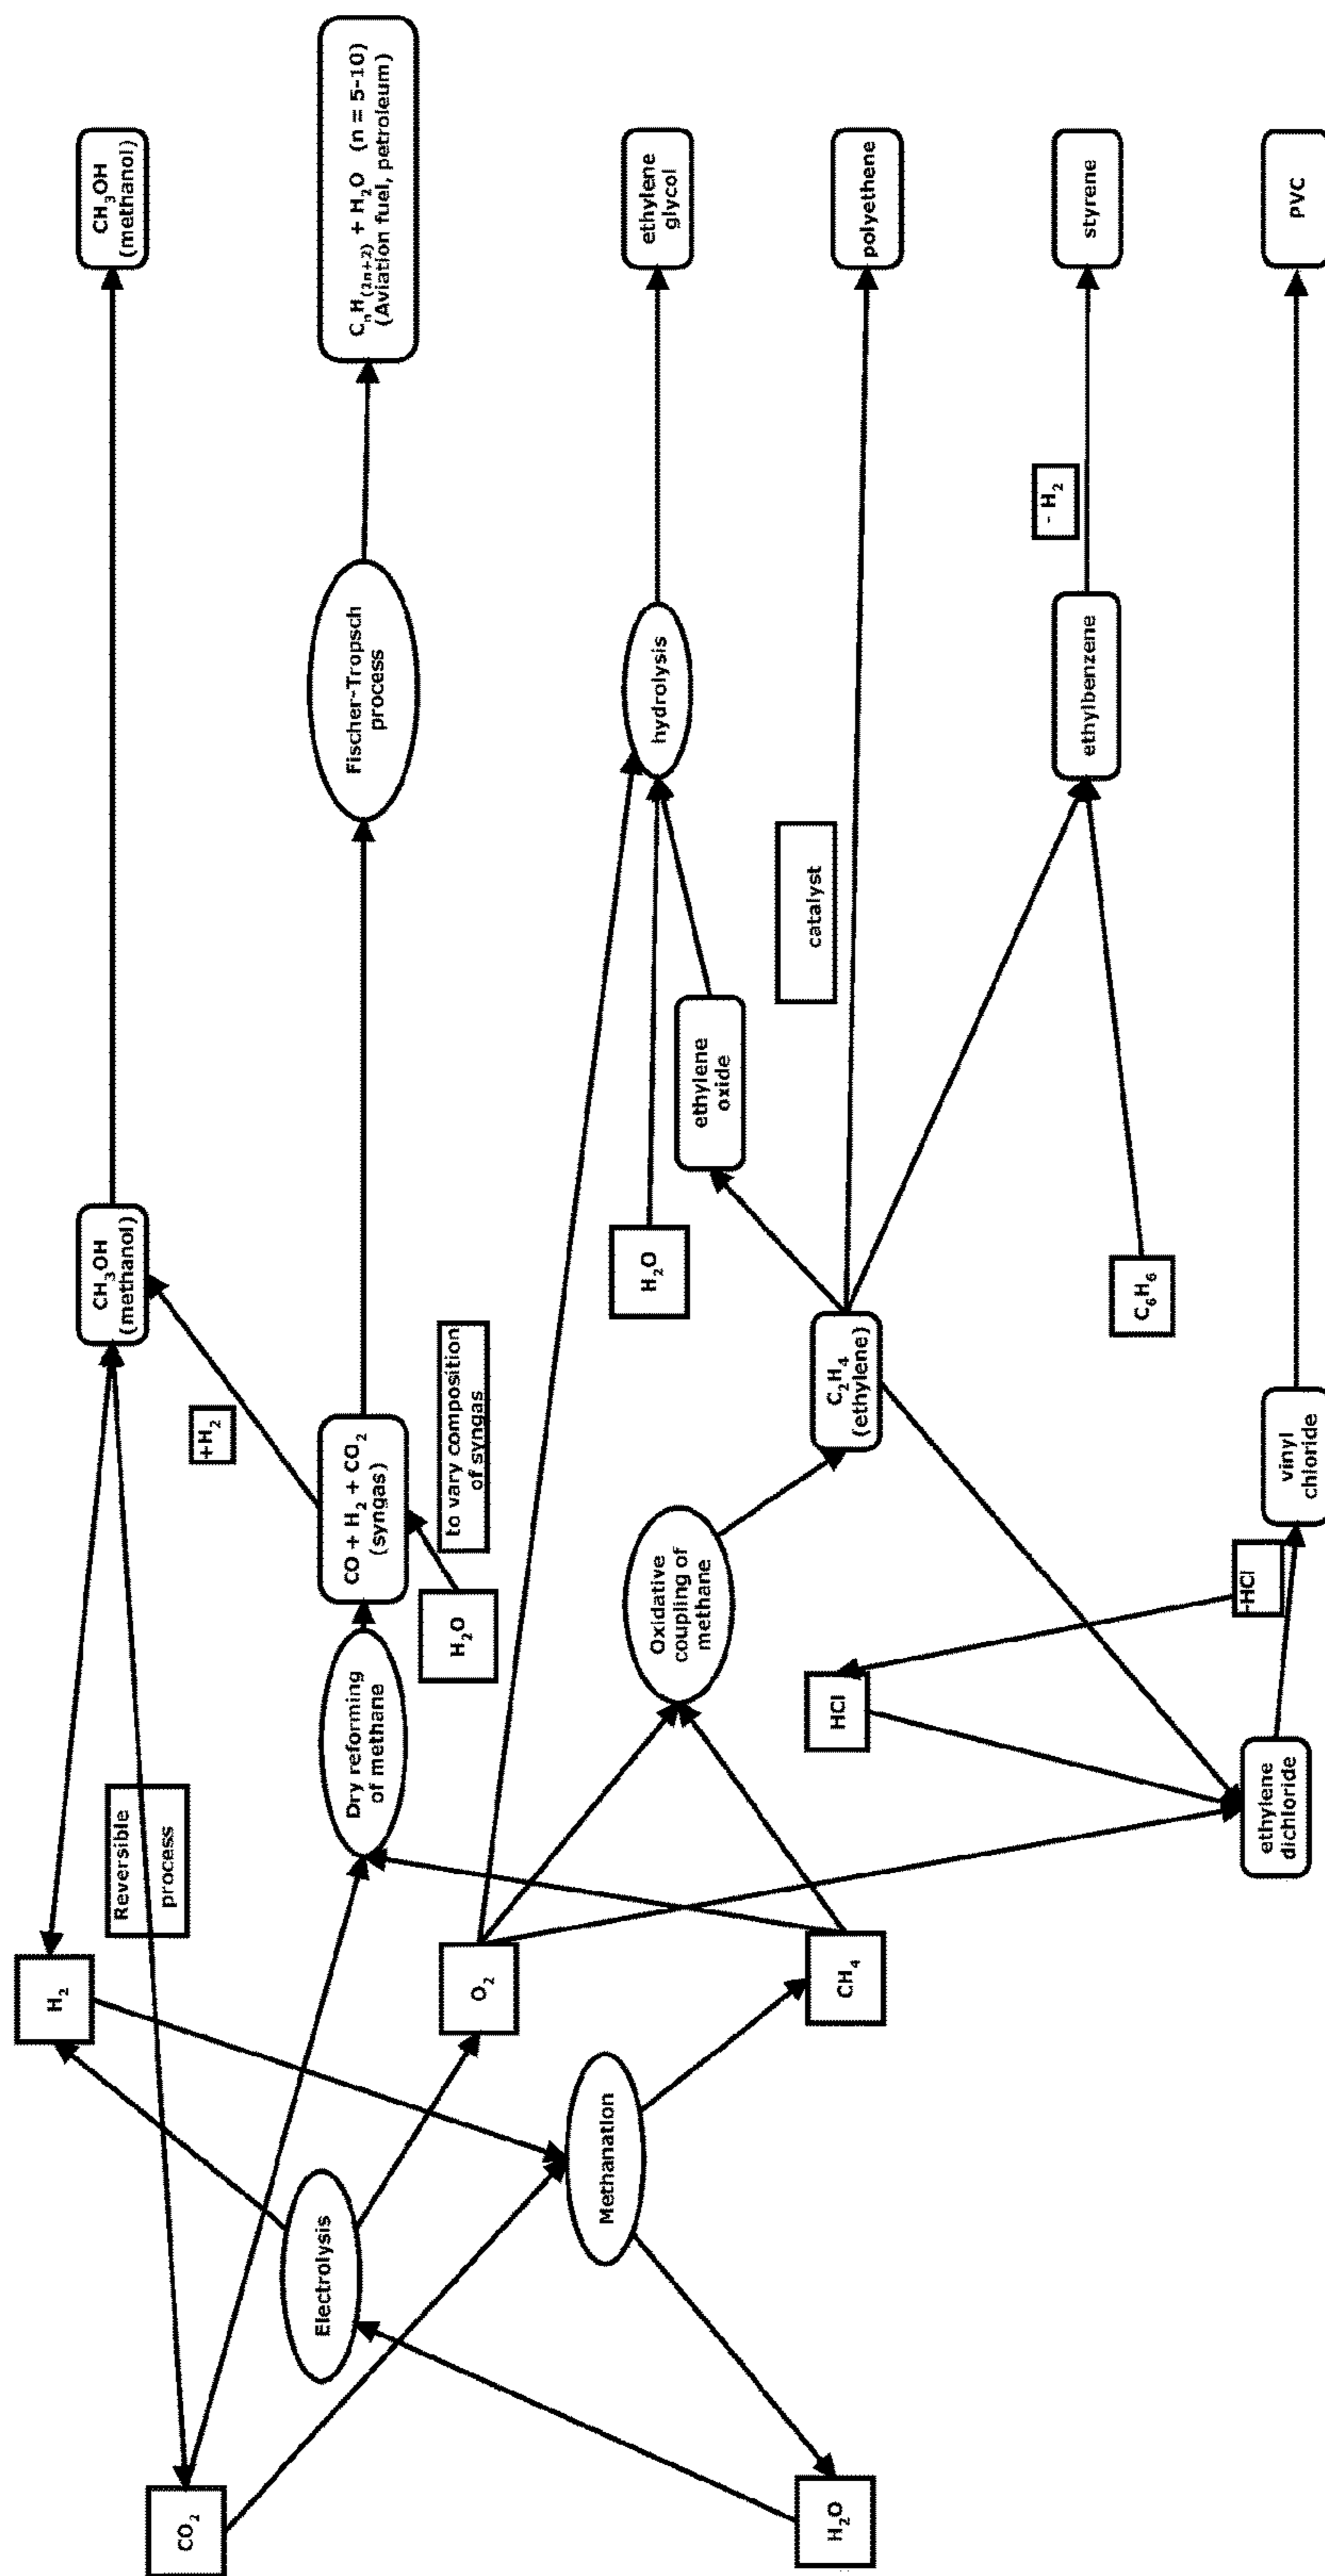 CO₂
H₂O
Electrolysis
Methanation
H₂
O₂
CH₄
Reversible
process
Dry reforming
of methane
H₂O
to vary composition
of syngas
CO + H₂ + CO₂
(syngas)
+H₂
CH₃OH
(methanol)
CH₃OH
(methanol)
Fischer-Tropsch
process
CₙH₍₂ₙ₊₂₎ + H₂O (n = 5-10)
(Aviation fuel, petroleum)
Oxidative
coupling of
methane
C₂H₄
(ethylene)
H₂O
ethylene
oxide
hydrolysis
ethylene
glycol
catalyst
polyethene
C₆H₆
ethylbenzene
- H₂
styrene
HCl
ethylene
dichloride
-HCl
vinyl
chloride
PVC